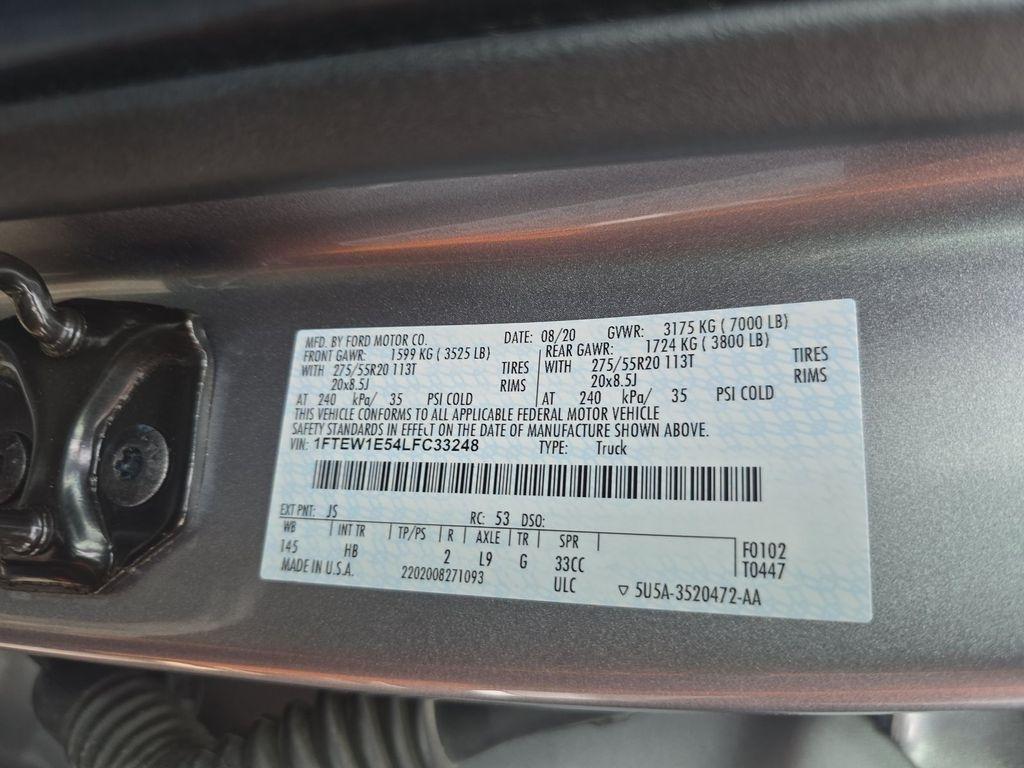 MFD. BY FORD MOTOR CO. DATE: 08/20 GVWR: 3175 KG ( 7000 LB)
FRONT GAWR: 1599 KG ( 3525 LB) REAR GAWR: 1724 KG ( 3800 LB)
WITH 275/55R20 113T TIRES WITH 275/55R20 113T TIRES
20x8.5J RIMS 20x8.5J RIMS
AT 240 kPa/ 35 PSI COLD AT 240 kPa/ 35 PSI COLD
THIS VEHICLE CONFORMS TO ALL APPLICABLE FEDERAL MOTOR VEHICLE
SAFETY STANDARDS IN EFFECT ON THE DATE OF MANUFACTURE SHOWN ABOVE.
VIN: 1FTEW1E54LFC33248 TYPE: Truck
EXT PNT: JS RC: 53 DSO:
WB INT TR TP/PS R AXLE TR SPR
145 HB 2 L9 G 33CC F0102
T0447
MADE IN U.S.A. 2202008271093 ULC ▽ 5U5A-3520472-AA